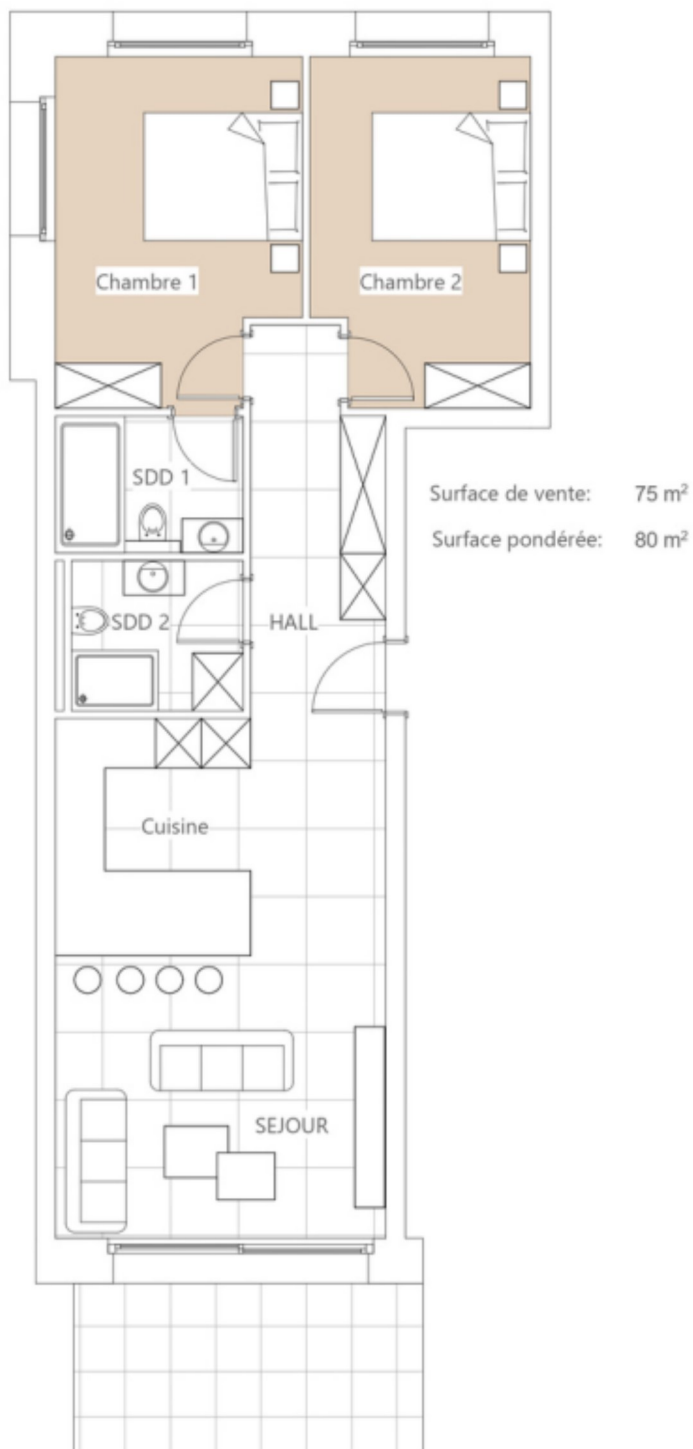 Chambre 1
Chambre 2
SDD 1
Surface de vente: 75 m²
Surface pondérée: 80 m²
SDD 2
HALL
Cuisine
SEJOUR